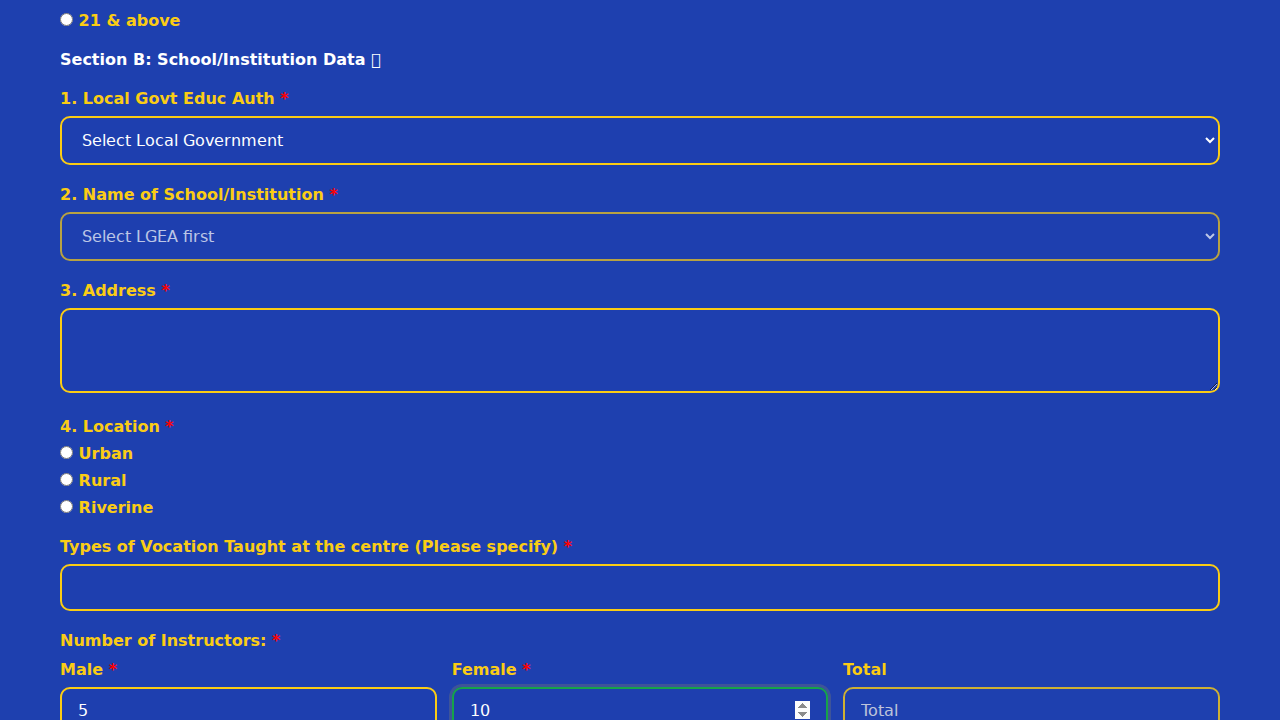 21 & above
Section B: School/Institution Data
1. Local Govt Educ Auth *
Select Local Government
2. Name of School/Institution *
Select LGEA first
3. Address *
4. Location *
Urban
Rural
Riverine
Types of Vocation Taught at the centre (Please specify) *
Number of Instructors: *
Male * Female * Total
5 10 Total